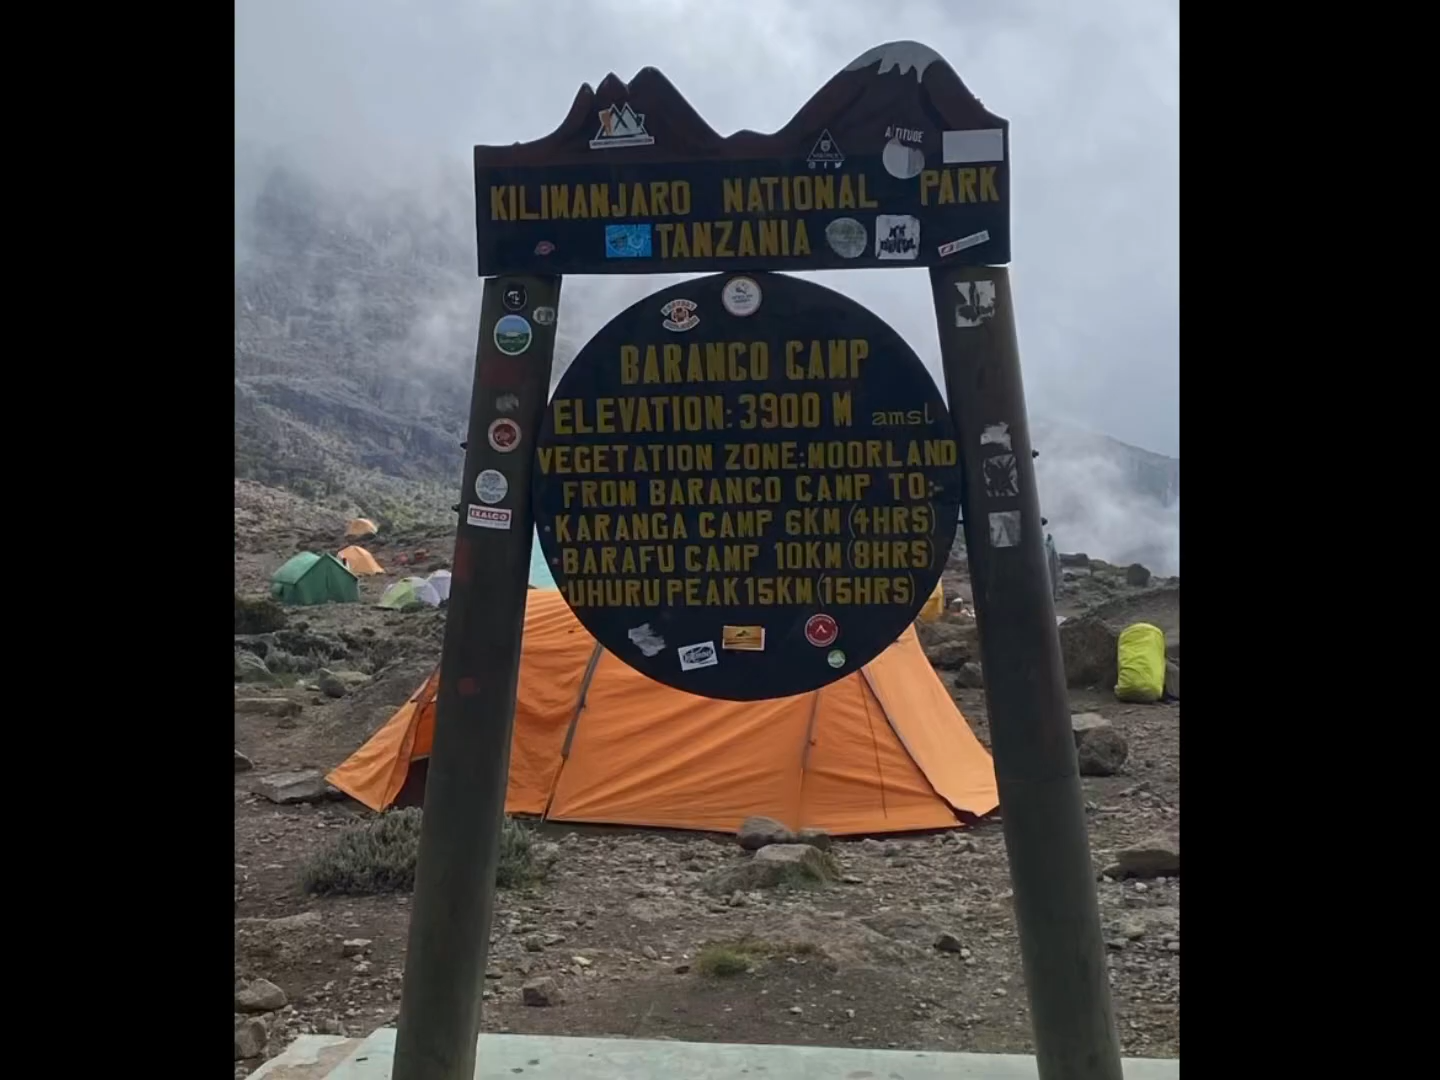 ALTITUDE
KILIMANJARO NATIONAL PARK
TANZANIA
BARANCO CAMP
ELEVATION: 3900 M amsl
VEGETATION ZONE: MOORLAND
FROM BARANCO CAMP TO:-
• KARANGA CAMP 6KM (4HRS)
• BARAFU CAMP 10KM (8HRS)
• UHURU PEAK 15KM (15HRS)